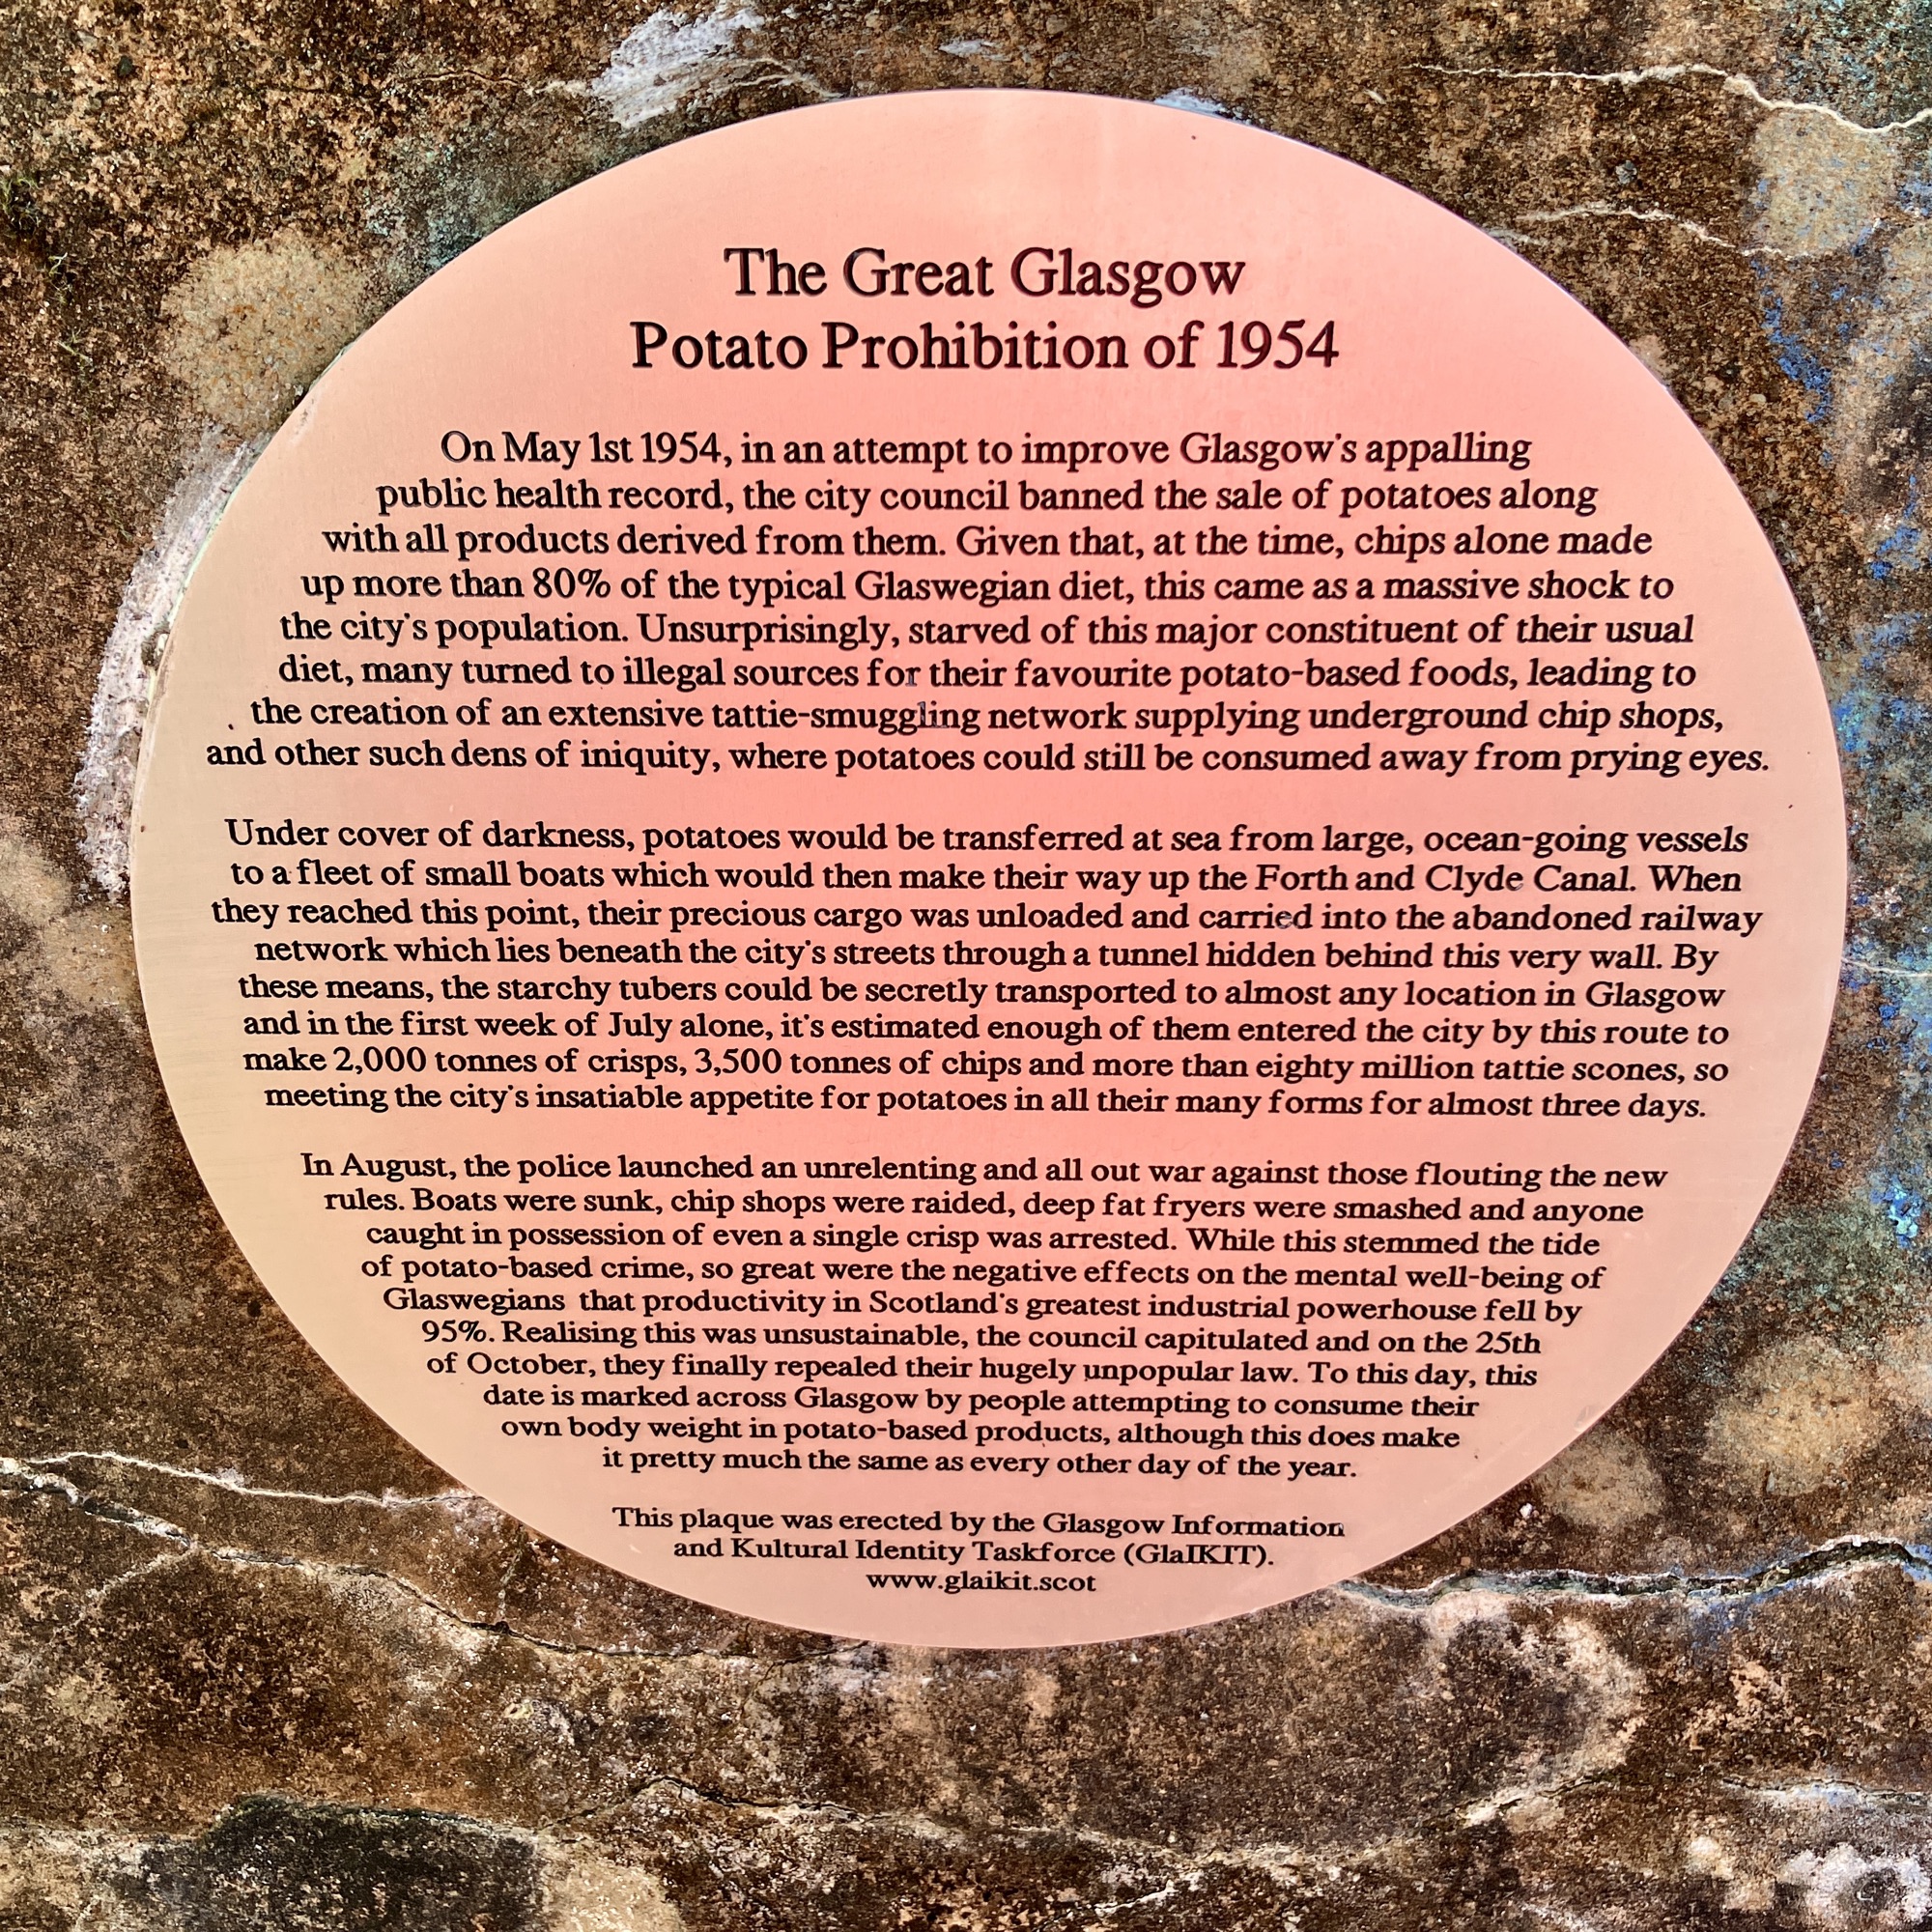 The Great Glasgow
Potato Prohibition of 1954
On May 1st 1954, in an attempt to improve Glasgow's appalling
public health record, the city council banned the sale of potatoes along
with all products derived from them. Given that, at the time, chips alone made
up more than 80% of the typical Glaswegian diet, this came as a massive shock to
the city's population. Unsurprisingly, starved of this major constituent of their usual
diet, many turned to illegal sources for their favourite potato-based foods, leading to
the creation of an extensive tattie-smuggling network supplying underground chip shops,
and other such dens of iniquity, where potatoes could still be consumed away from prying eyes.
Under cover of darkness, potatoes would be transferred at sea from large, ocean-going vessels
to a fleet of small boats which would then make their way up the Forth and Clyde Canal. When
they reached this point, their precious cargo was unloaded and carried into the abandoned railway
network which lies beneath the city's streets through a tunnel hidden behind this very wall. By
these means, the starchy tubers could be secretly transported to almost any location in Glasgow
and in the first week of July alone, it's estimated enough of them entered the city by this route to
make 2,000 tonnes of crisps, 3,500 tonnes of chips and more than eighty million tattie scones, so
meeting the city's insatiable appetite for potatoes in all their many forms for almost three days.
In August, the police launched an unrelenting and all out war against those flouting the new
rules. Boats were sunk, chip shops were raided, deep fat fryers were smashed and anyone
caught in possession of even a single crisp was arrested. While this stemmed the tide
of potato-based crime, so great were the negative effects on the mental well-being of
Glaswegians that productivity in Scotland's greatest industrial powerhouse fell by
95%. Realising this was unsustainable, the council capitulated and on the 25th
of October, they finally repealed their hugely unpopular law. To this day, this
date is marked across Glasgow by people attempting to consume their
own body weight in potato-based products, although this does make
it pretty much the same as every other day of the year.
This plaque was erected by the Glasgow Information
and Kultural Identity Taskforce (GlaIKIT).
www.glaikit.scot